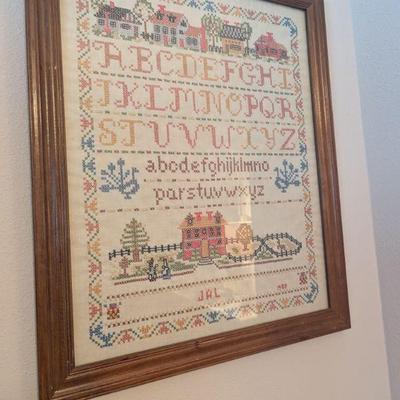 ABCDEFGHI
JKLMNOPQR
STUVWXYZ
abcdefghijklmno
pqrstuvwxyz
JAL